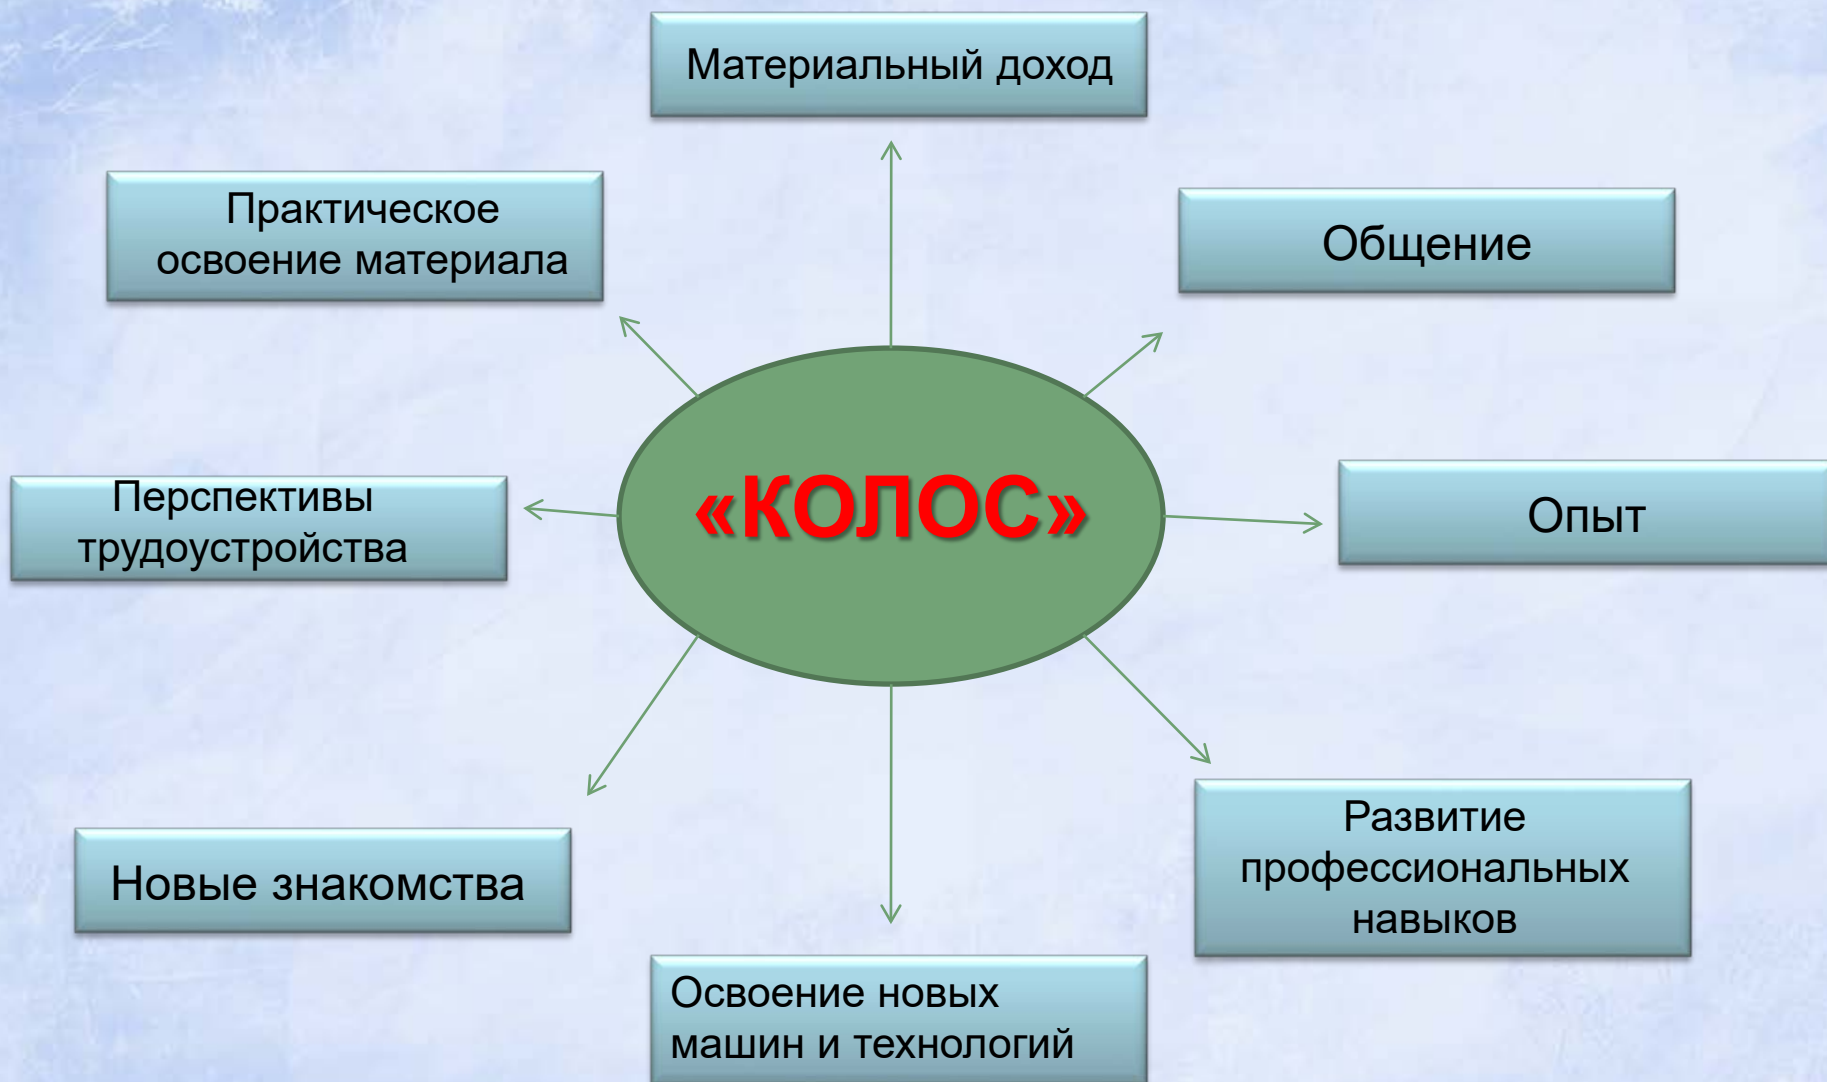 Материальный доход
Практическое
освоение материала
Общение
«КОЛОС»
Перспективы
трудоустройства
Опыт
Новые знакомства
Развитие
профессиональных
навыков
Освоение новых
машин и технологий